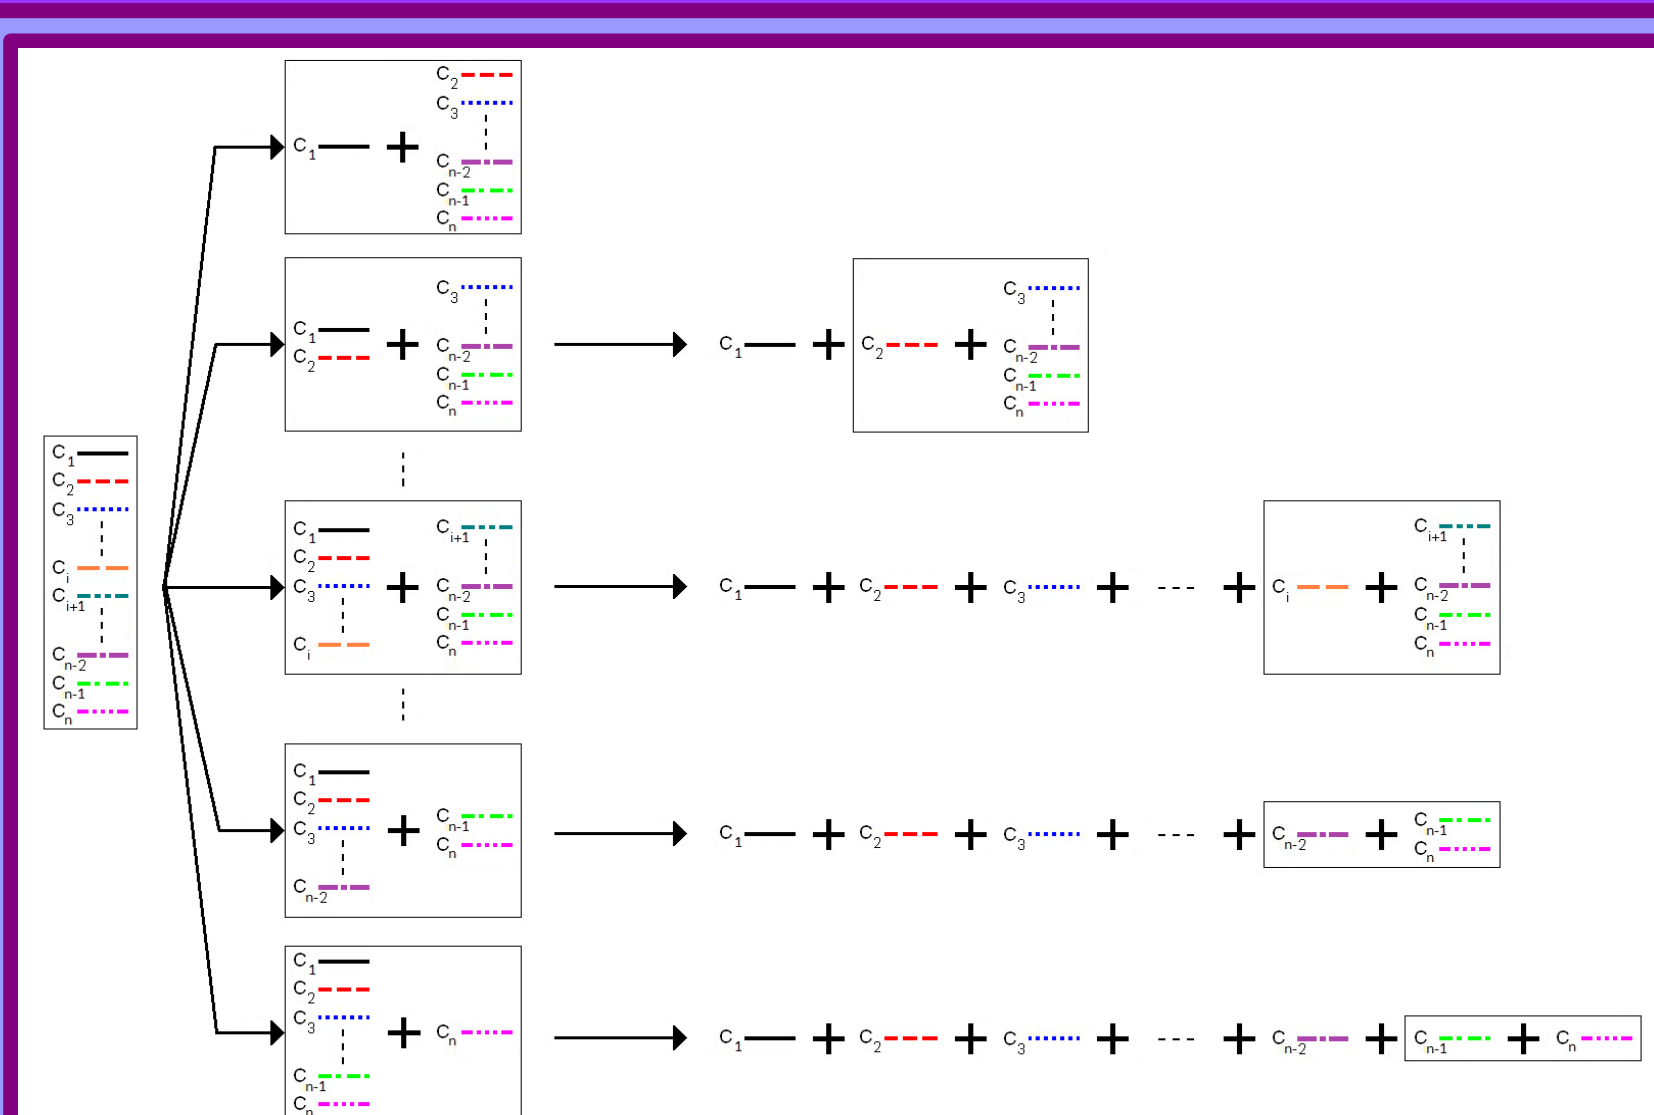 C1
C2
C3
Ci
Ci+1
Cn-2
Cn-1
Cn
C1 + C2
C3
Cn-2
Cn-1
Cn
C1
C2 + C3
Cn-2
Cn-1
Cn
C1 + C2 + C3
Cn-2
Cn-1
Cn
C1
C2
C3
Ci + Ci+1
Cn-2
Cn-1
Cn
C1 + C2 + C3 + --- + Ci + Ci+1
Cn-2
Cn-1
Cn
C1
C2
C3
Cn-2 + Cn-1
Cn
C1 + C2 + C3 + --- + Cn-2 + Cn-1
Cn
C1
C2
C3
Cn-1
Cn + Cn
C1 + C2 + C3 + --- + Cn-2 + Cn-1 + Cn